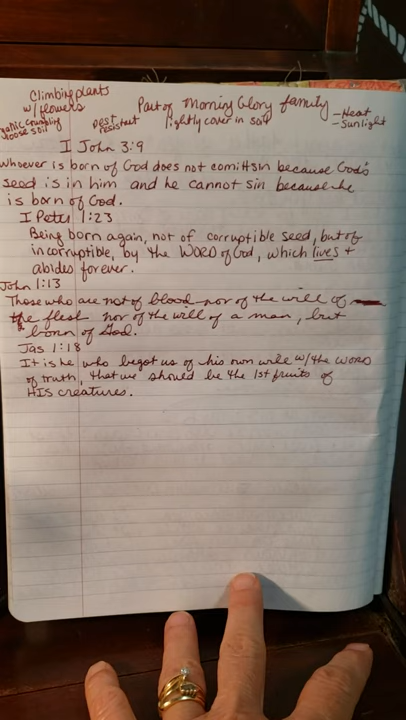 Climbing plants
w/ flowers
Part of Morning Glory family
- Heat
- Sunlight
organic crumbling
loose soil
pest
resistent
lightly cover in soil
I John 3:9
Whoever is born of God does not comitt sin because God's
seed is in him and he cannot sin because he
is born of God.
I Peter 1:23
Being born again, not of corruptible seed, but of
incorruptible, by the WORD of God, which lives +
abides forever.
John 1:13
Those who are not of blood nor of the will of
the flesh nor of the will of a man, but
born of God.
Jas 1:18
It is he who begot us of his own will w/ the WORD
of truth, that we should be the 1st fruits of
HIS creatures.